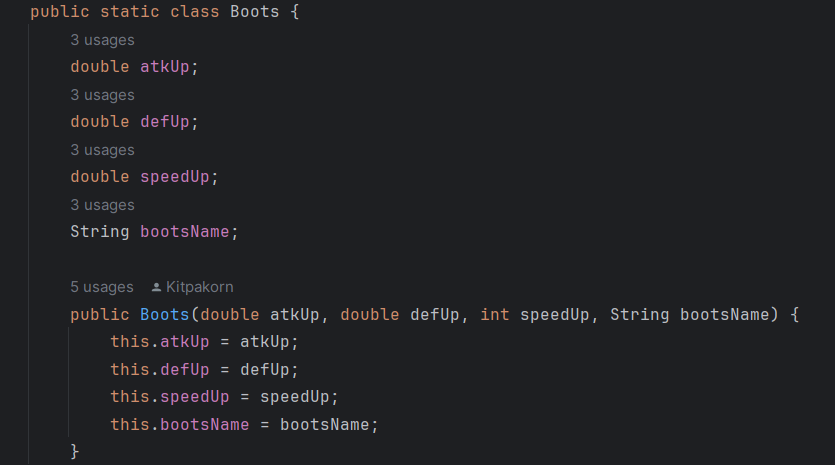 public static class Boots {
3 usages
double atkUp;
3 usages
double defUp;
3 usages
double speedUp;
3 usages
String bootsName;
5 usages Kitpakorn
public Boots(double atkUp, double defUp, int speedUp, String bootsName) {
this.atkUp = atkUp;
this.defUp = defUp;
this.speedUp = speedUp;
this.bootsName = bootsName;
}